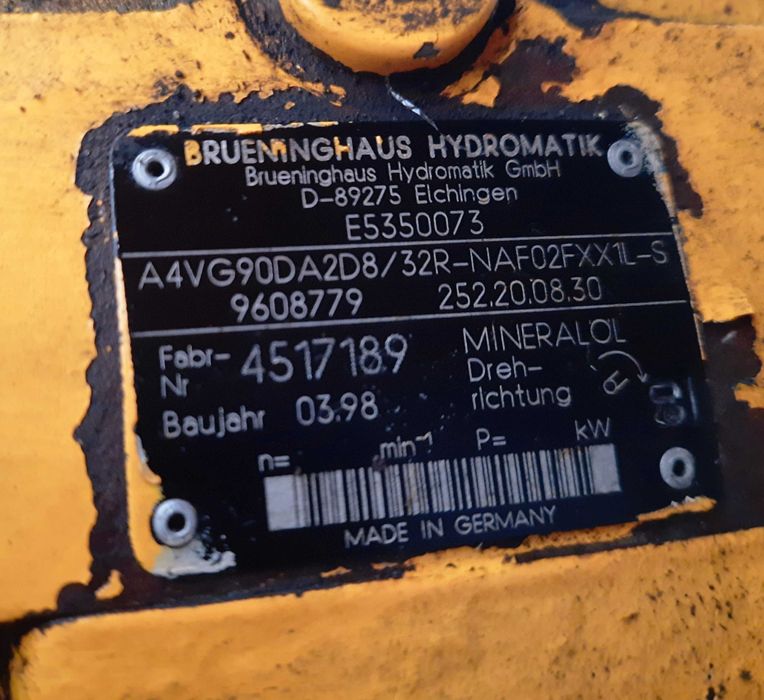 BRUENINGHAUS HYDROMATIK
Brueninghaus Hydromatik GmbH
D-89275 Elchingen
E5350073
A4VG90DA2D8/32R-NAF02FXX1L-S
9608779 252.20.08.30
Fabr-Nr 4517189
MINERALÖL
Dreh-
richtung
Baujahr 03.98
n= min-1 P= kW
MADE IN GERMANY